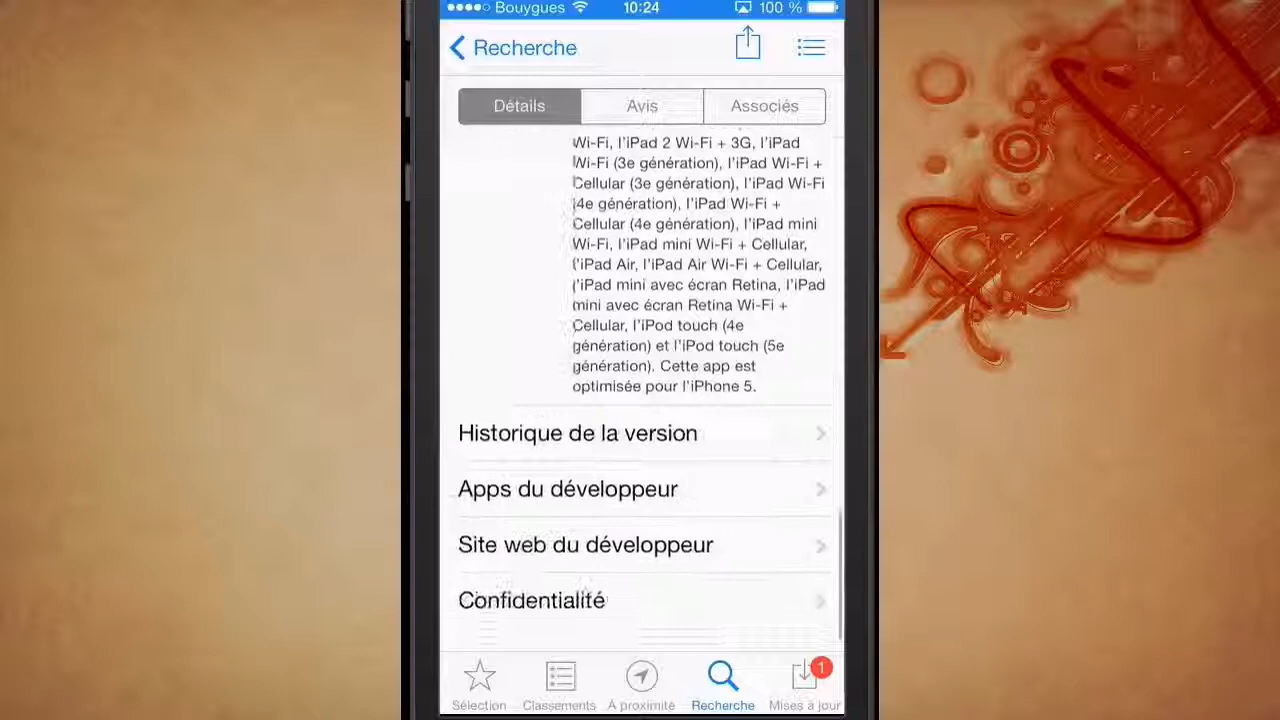 Bouygues 10:24 100 %
Recherche
Détails Avis Associés
Wi-Fi, l'iPad 2 Wi-Fi + 3G, l'iPad
Wi-Fi (3e génération), l'iPad Wi-Fi +
Cellular (3e génération), l'iPad Wi-Fi
(4e génération), l'iPad Wi-Fi +
Cellular (4e génération), l'iPad mini
Wi-Fi, l'iPad mini Wi-Fi + Cellular,
l'iPad Air, l'iPad Air Wi-Fi + Cellular,
l'iPad mini avec écran Retina, l'iPad
mini avec écran Retina Wi-Fi +
Cellular, l'iPod touch (4e
génération) et l'iPod touch (5e
génération). Cette app est
optimisée pour l'iPhone 5.
Historique de la version
Apps du développeur
Site web du développeur
Confidentialité
1
Sélection Classements À proximité Recherche Mises à jour